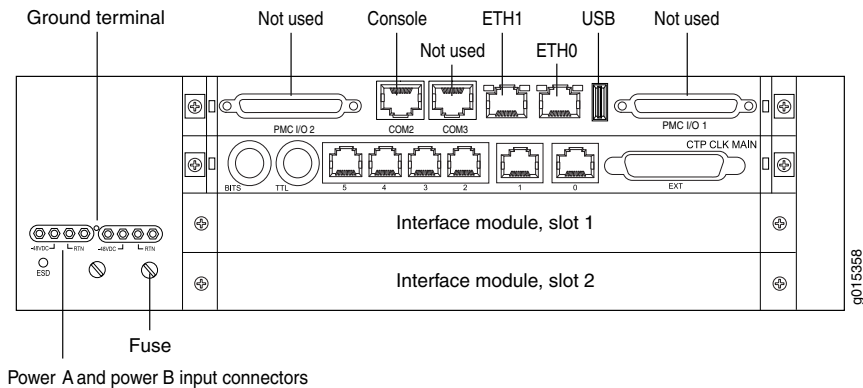 Ground terminal
Not used
Console
ETH1
USB
Not used
Not used
ETH0
PMC I/O 2
COM2
COM3
PMC I/O 1
CTP CLK MAIN
BITS
TTL
5
4
3
2
1
0
EXT
-48VDC
RTN
-48VDC
RTN
ESD
Interface module, slot 1
Interface module, slot 2
Fuse
Power A and power B input connectors
g015358